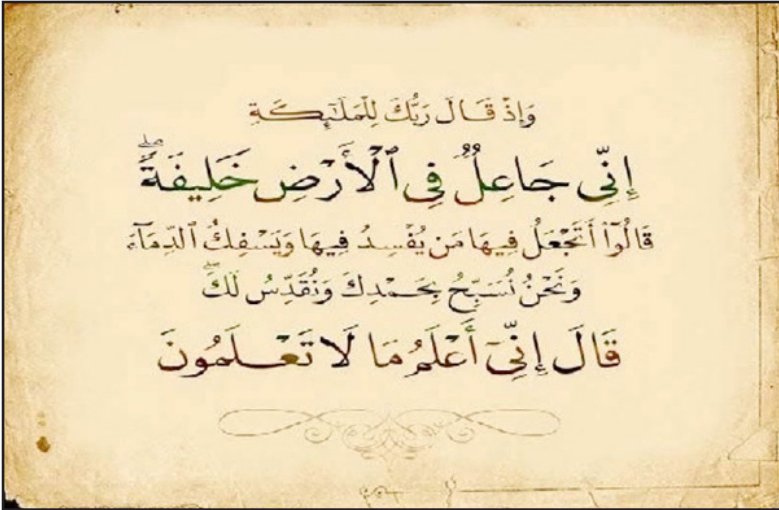 وَإِذْ قَالَ رَبُّكَ لِلْمَلَٰٓئِكَةِ
إِنِّي جَاعِلٌ فِي ٱلْأَرْضِ خَلِيفَةً ۖ
قَالُوٓا۟ أَتَجْعَلُ فِيهَا مَن يُفْسِدُ فِيهَا وَيَسْفِكُ ٱلدِّمَآءَ
وَنَحْنُ نُسَبِّحُ بِحَمْدِكَ وَنُقَدِّسُ لَكَ ۖ
قَالَ إِنِّيٓ أَعْلَمُ مَا لَا تَعْلَمُونَ